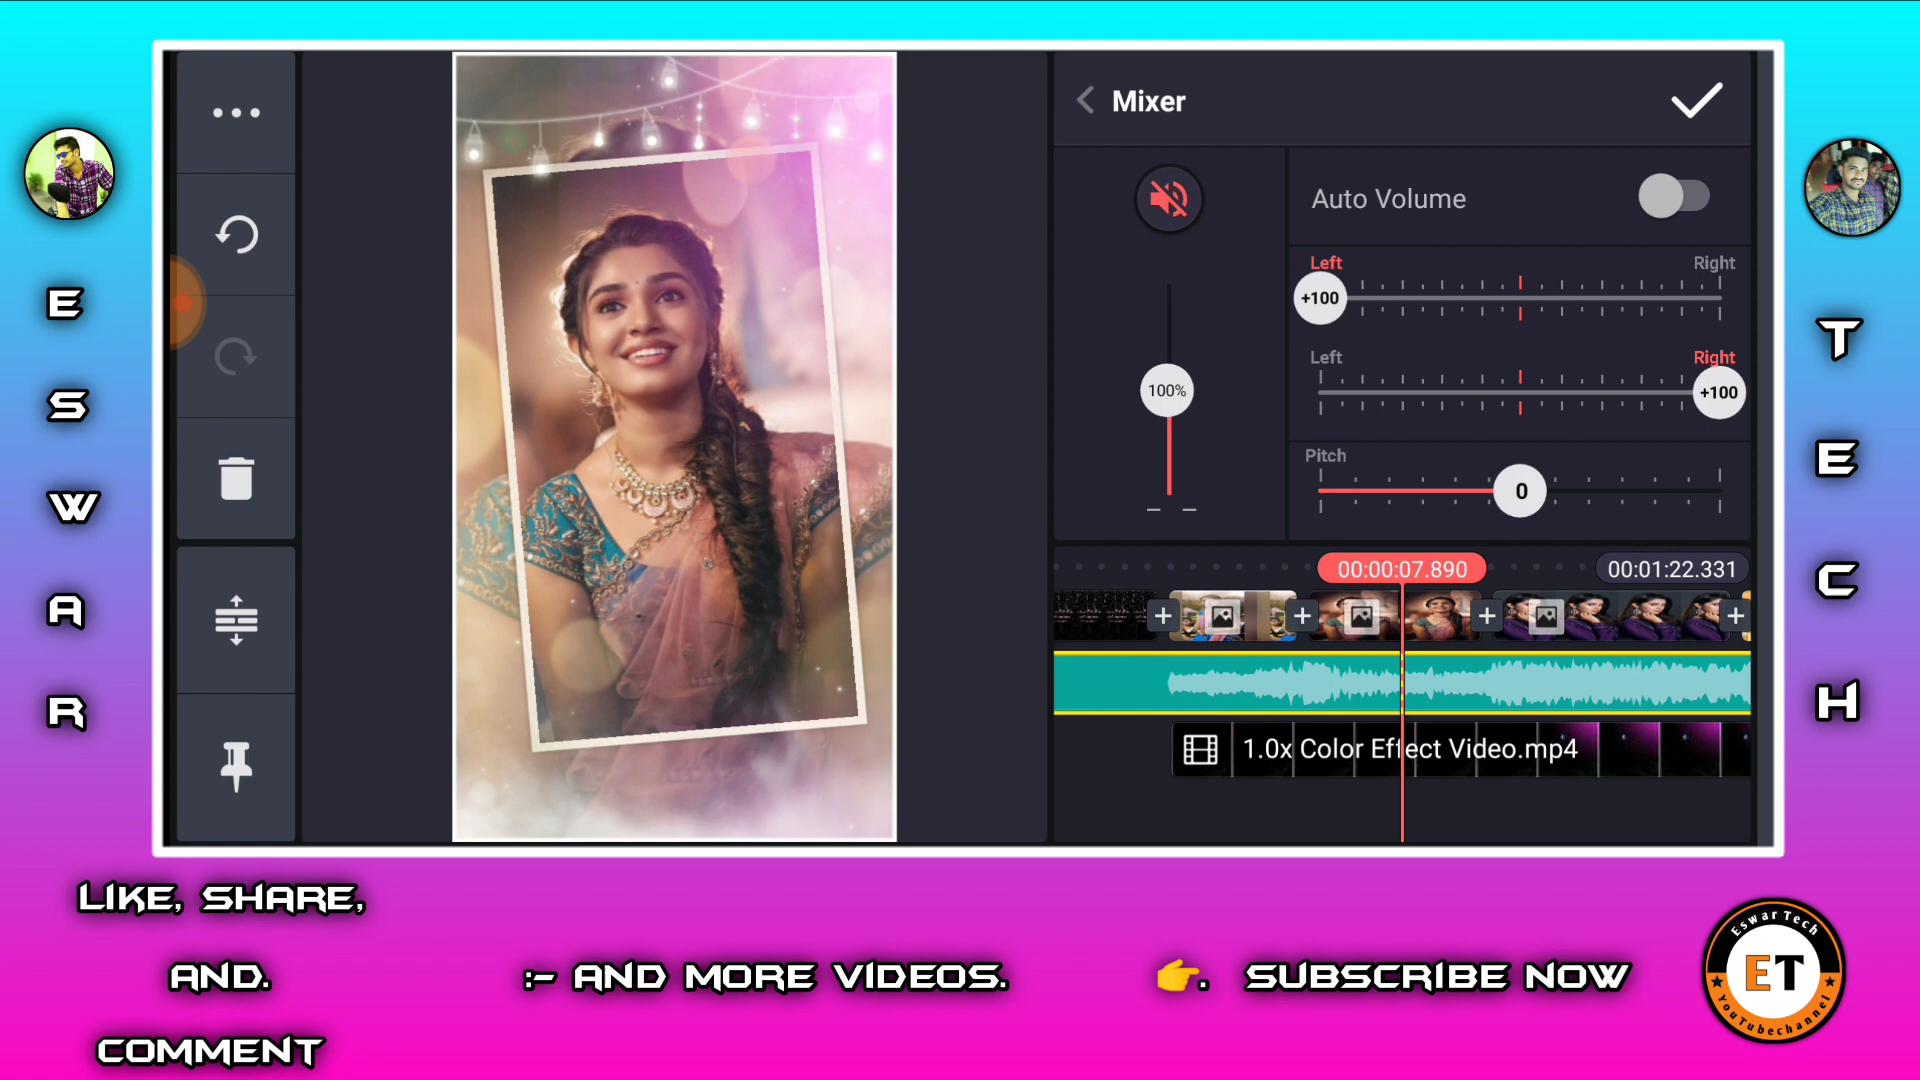 Mixer
Auto Volume
Left
Right
+100
Left
Right
+100
100%
Pitch
0
00:00:07.890
00:01:22.331
1.0x Color Effect Video.mp4
E
S
W
A
R
T
E
C
H
LIKE, SHARE,
AND.
COMMENT
:- AND MORE VIDEOS.
👉. SUBSCRIBE NOW
Eswar Tech
ET
YouTubechannel